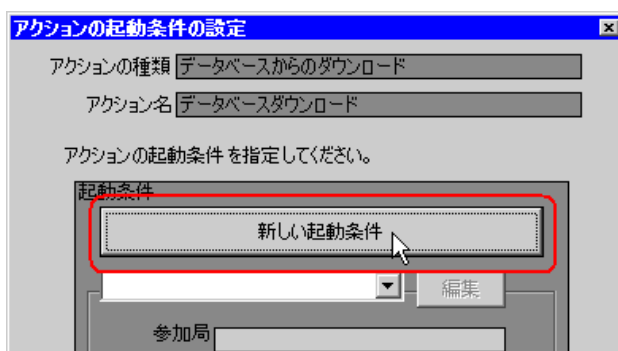 アクションの起動条件の設定
アクションの種類 データベースからのダウンロード
アクション名 データベースダウンロード
アクションの起動条件を指定してください。
起動条件
新しい起動条件
編集
参加局